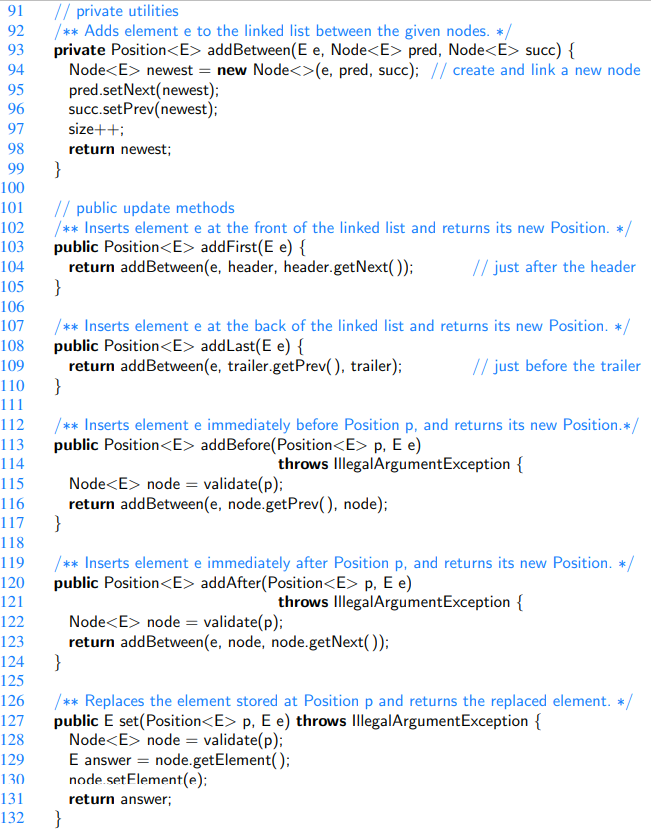 91 // private utilities
92 /** Adds element e to the linked list between the given nodes. */
93 private Position<E> addBetween(E e, Node<E> pred, Node<E> succ) {
94 Node<E> newest = new Node<>(e, pred, succ); // create and link a new node
95 pred.setNext(newest);
96 succ.setPrev(newest);
97 size++;
98 return newest;
99 }
100
101 // public update methods
102 /** Inserts element e at the front of the linked list and returns its new Position. */
103 public Position<E> addFirst(E e) {
104 return addBetween(e, header, header.getNext()); // just after the header
105 }
106
107 /** Inserts element e at the back of the linked list and returns its new Position. */
108 public Position<E> addLast(E e) {
109 return addBetween(e, trailer.getPrev(), trailer); // just before the trailer
110 }
111
112 /** Inserts element e immediately before Position p, and returns its new Position.*/
113 public Position<E> addBefore(Position<E> p, E e)
114 throws IllegalArgumentException {
115 Node<E> node = validate(p);
116 return addBetween(e, node.getPrev(), node);
117 }
118
119 /** Inserts element e immediately after Position p, and returns its new Position. */
120 public Position<E> addAfter(Position<E> p, E e)
121 throws IllegalArgumentException {
122 Node<E> node = validate(p);
123 return addBetween(e, node, node.getNext());
124 }
125
126 /** Replaces the element stored at Position p and returns the replaced element. */
127 public E set(Position<E> p, E e) throws IllegalArgumentException {
128 Node<E> node = validate(p);
129 E answer = node.getElement();
130 node.setElement(e);
131 return answer;
132 }